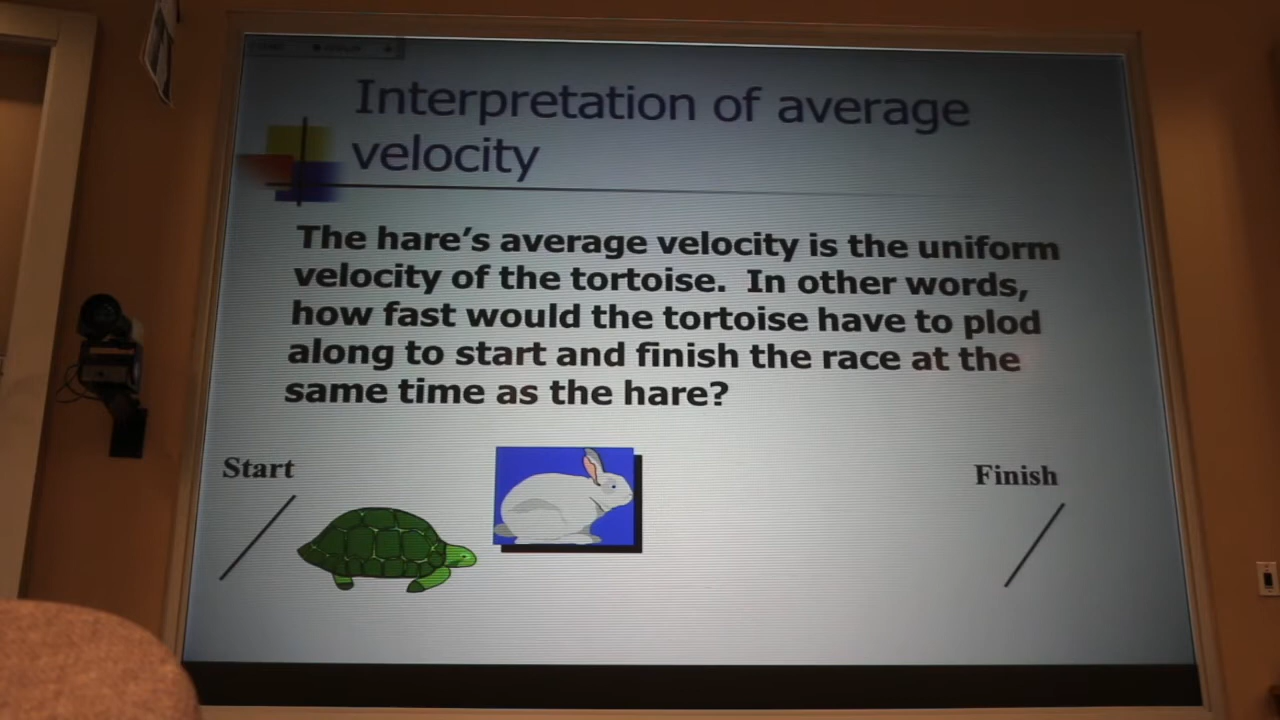 Interpretation of average
velocity
The hare's average velocity is the uniform
velocity of the tortoise. In other words,
how fast would the tortoise have to plod
along to start and finish the race at the
same time as the hare?
Start
Finish